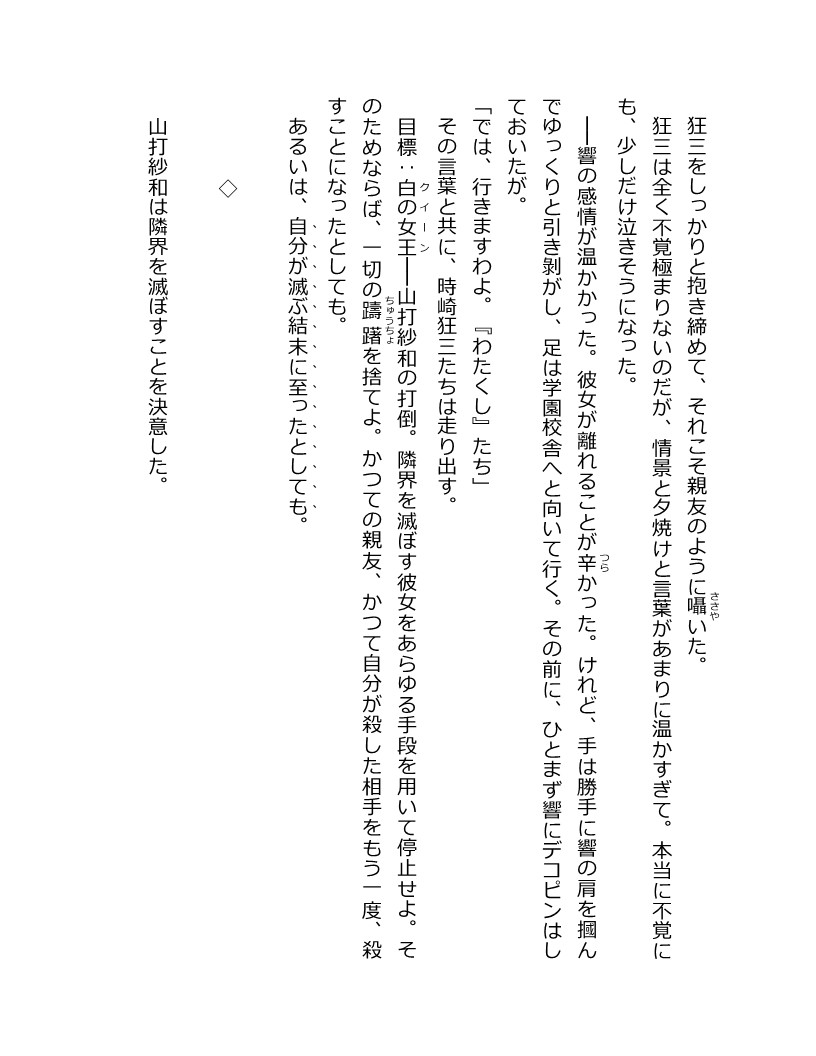 狂三をしっかりと抱き締めて、それこそ親友のように囁いた。
狂三は全く不覚極まりないのだが、情景と夕焼けと言葉があまりに温かすぎて。本当に不覚に
も、少しだけ泣きそうになった。
──響の感情が温かかった。彼女が離れることが辛かった。けれど、手は勝手に響の肩を摑ん
でゆっくりと引き剝がし、足は学園校舎へと向いて行く。その前に、ひとまず響にデコピンはし
ておいたが。
「では、行きますわよ。『わたくし』たち」
その言葉と共に、時崎狂三たちは走り出す。
目標：白の女王──山打紗和の打倒。隣界を滅ぼす彼女をあらゆる手段を用いて停止せよ。そ
のためならば、一切の躊躇を捨てよ。かつての親友、かつて自分が殺した相手をもう一度、殺
すことになったとしても。
あるいは、自分が滅ぶ結末に至ったとしても。
◇
山打紗和は隣界を滅ぼすことを決意した。